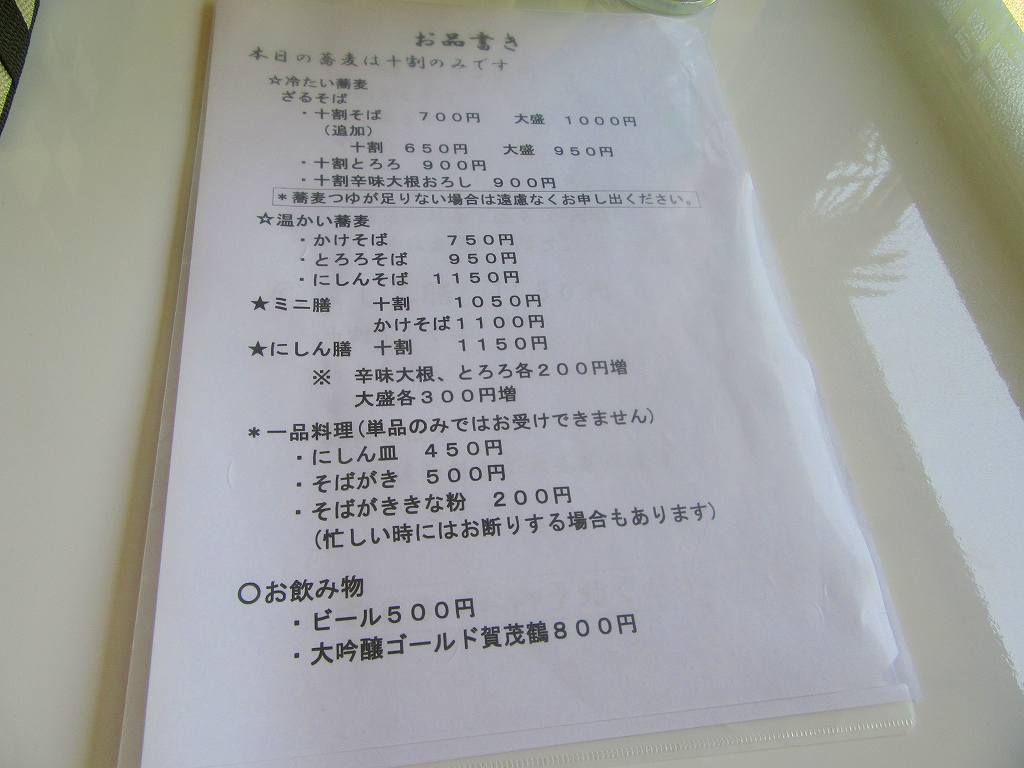 お品書き
本日の蕎麦は十割のみです
☆冷たい蕎麦
ざるそば
・十割そば　７００円　大盛　１０００円
（追加）
十割　６５０円　大盛　９５０円
・十割とろろ　９００円
・十割辛味大根おろし　９００円
＊蕎麦つゆが足りない場合は遠慮なくお申し出ください。
☆温かい蕎麦
・かけそば　７５０円
・とろろそば　９５０円
・にしんそば　１１５０円
★ミニ膳　十割　１０５０円
かけそば１１００円
★にしん膳　十割　１１５０円
※　辛味大根、とろろ各２００円増
大盛各３００円増
＊一品料理(単品のみではお受けできません)
・にしん皿　４５０円
・そばがき　５００円
・そばがききな粉　２００円
(忙しい時にはお断りする場合もあります)
〇お飲み物
・ビール５００円
・大吟醸ゴールド賀茂鶴８００円